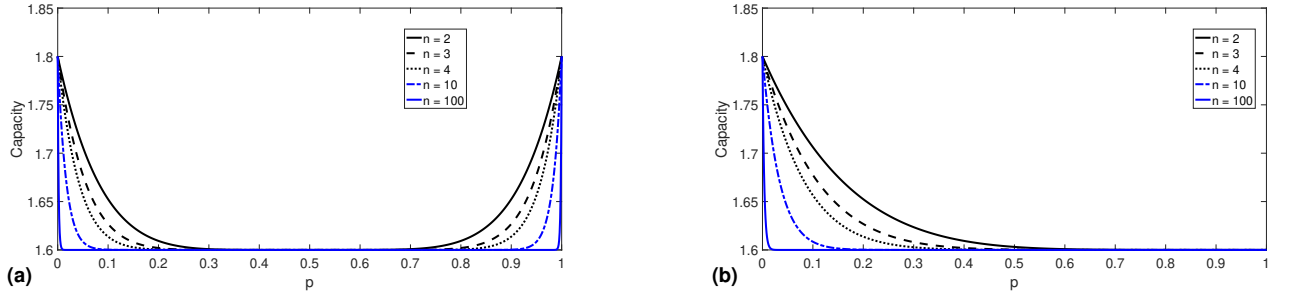 1.85
1.8
1.75
1.7
1.65
1.6
Capacity
n = 2
n = 3
n = 4
n = 10
n = 100
0 0.1 0.2 0.3 0.4 0.5 0.6 0.7 0.8 0.9 1
p
(a)
1.85
1.8
1.75
1.7
1.65
1.6
Capacity
n = 2
n = 3
n = 4
n = 10
n = 100
0 0.1 0.2 0.3 0.4 0.5 0.6 0.7 0.8 0.9 1
p
(b)